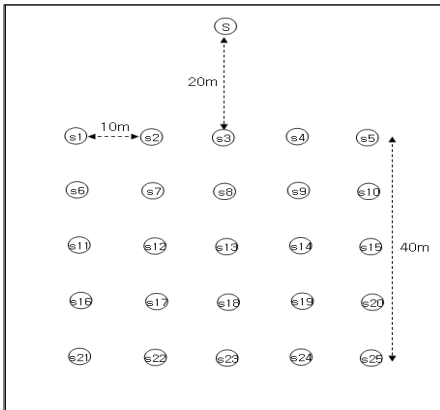 S
20m
10m
s1 s2 s3 s4 s5
s6 s7 s8 s9 s10
s11 s12 s13 s14 s15
40m
s16 s17 s18 s19 s20
s21 s22 s23 s24 s25